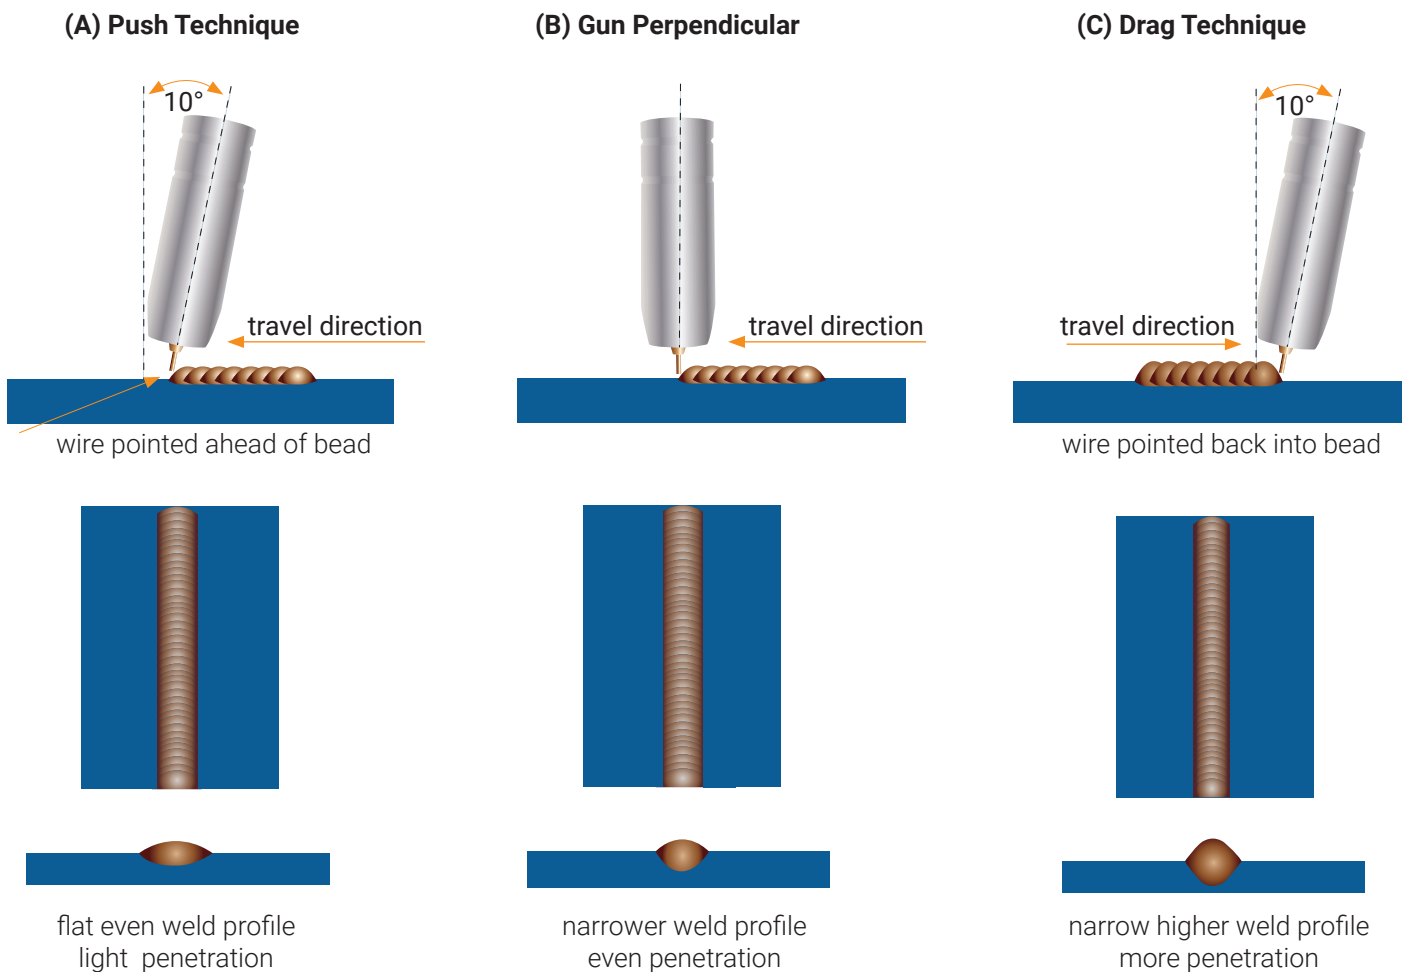 (A) Push Technique
(B) Gun Perpendicular
(C) Drag Technique
10°
10°
travel direction
travel direction
travel direction
wire pointed ahead of bead
wire pointed back into bead
flat even weld profile
light penetration
narrower weld profile
even penetration
narrow higher weld profile
more penetration